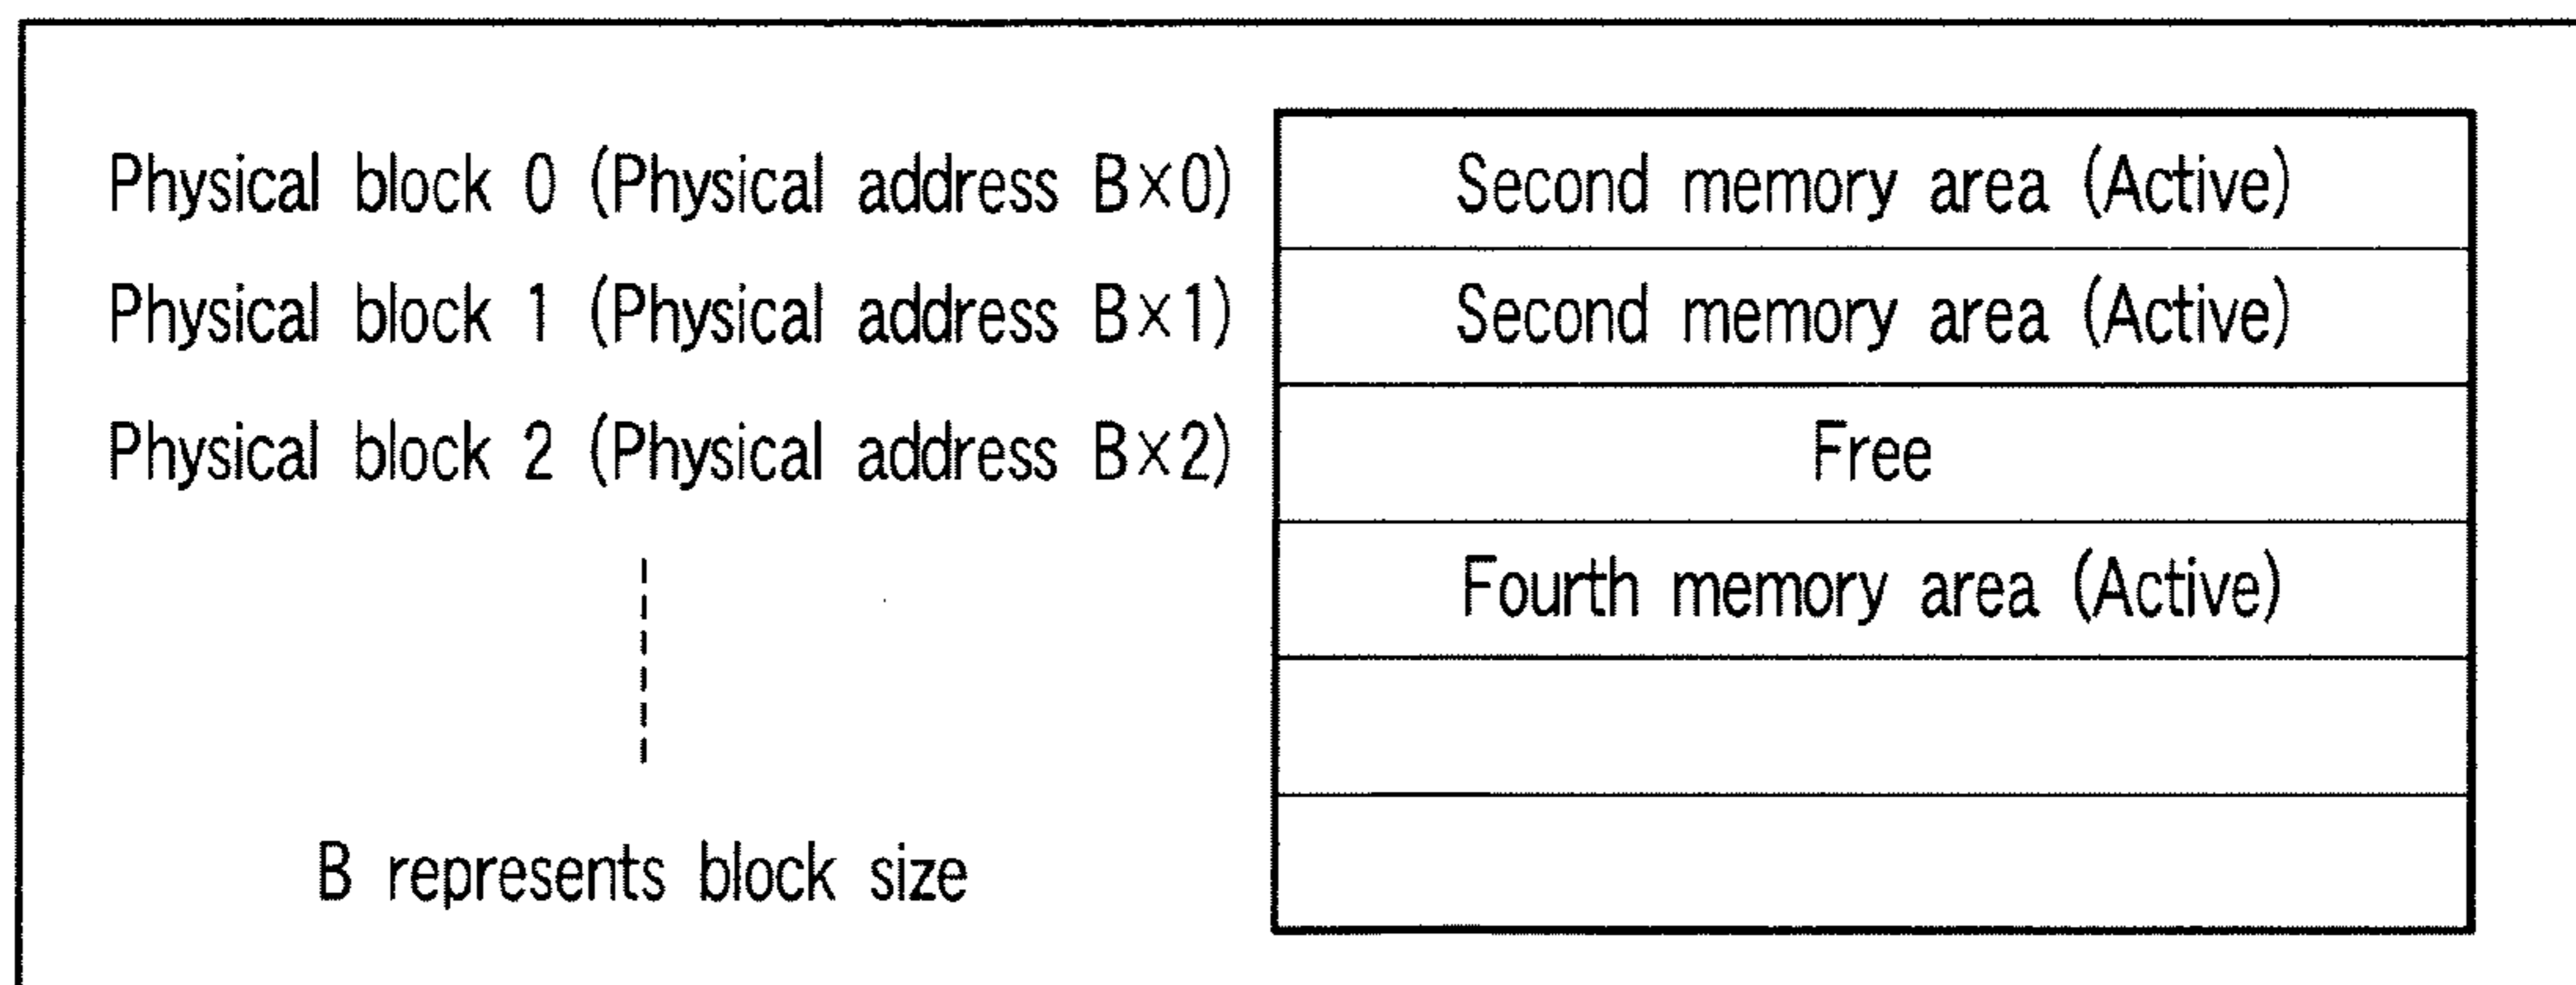 Physical block 0 (Physical address B×0) Second memory area (Active)
Physical block 1 (Physical address B×1) Second memory area (Active)
Physical block 2 (Physical address B×2) Free
Fourth memory area (Active)
B represents block size